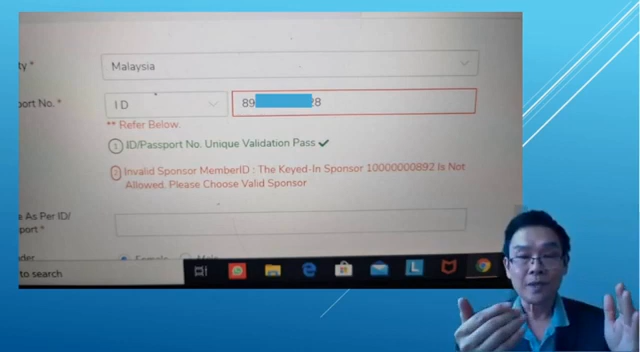 ty *
Malaysia
port No. *
ID
89
28
** Refer Below.
1 ID/Passport No. Unique Validation Pass
2 Invalid Sponsor MemberID : The Keyed-In Sponsor 10000000892 Is Not
Allowed. Please Choose Valid Sponsor
e As Per ID/
port *
der
Female
Male
to search
L